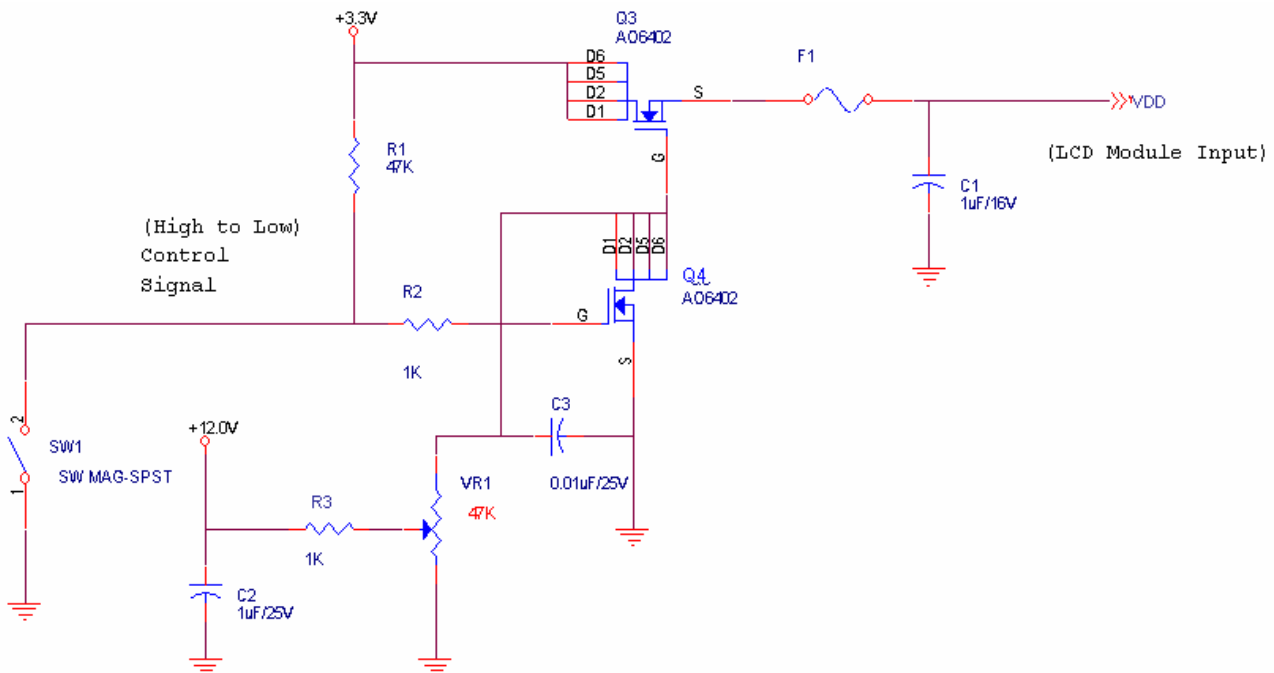 +3.3V
Q3
AO6402
D6
D5
D2
D1
S
G
F1
VDD
(LCD Module Input)
R1
47K
C1
1uF/16V
(High to Low)
Control
Signal
D1
D2
D5
D6
Q4
AO6402
R2
1K
G
S
C3
0.01uF/25V
+12.0V
2
SW1
SW MAG-SPST
1
R3
1K
VR1
47K
C2
1uF/25V